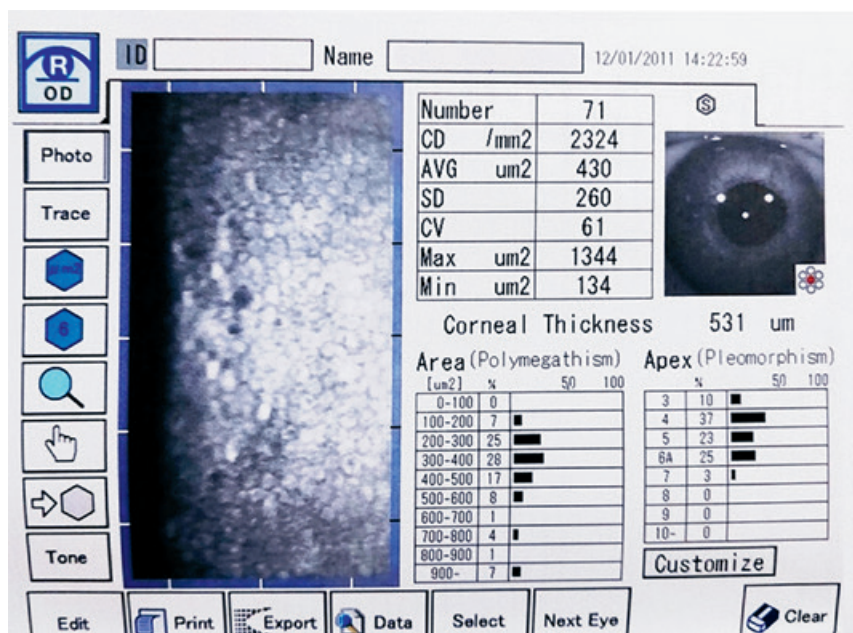 R
OD
ID
Name
12/01/2011 14:22:59
Photo
Trace
6
Tone
Number 71
CD /mm2 2324
AVG um2 430
SD 260
CV 61
Max um2 1344
Min um2 134
S
Corneal Thickness 531 um
Area (Polymegathism)
[um2] % 50 100
0-100 0
100-200 7
200-300 25
300-400 28
400-500 17
500-600 8
600-700 1
700-800 4
800-900 1
900- 7
Apex (Pleomorphism)
% 50 100
3 10
4 37
5 23
6A 25
7 3
8 0
9 0
10- 0
Customize
Edit
Print
Export
Data
Select
Next Eye
Clear